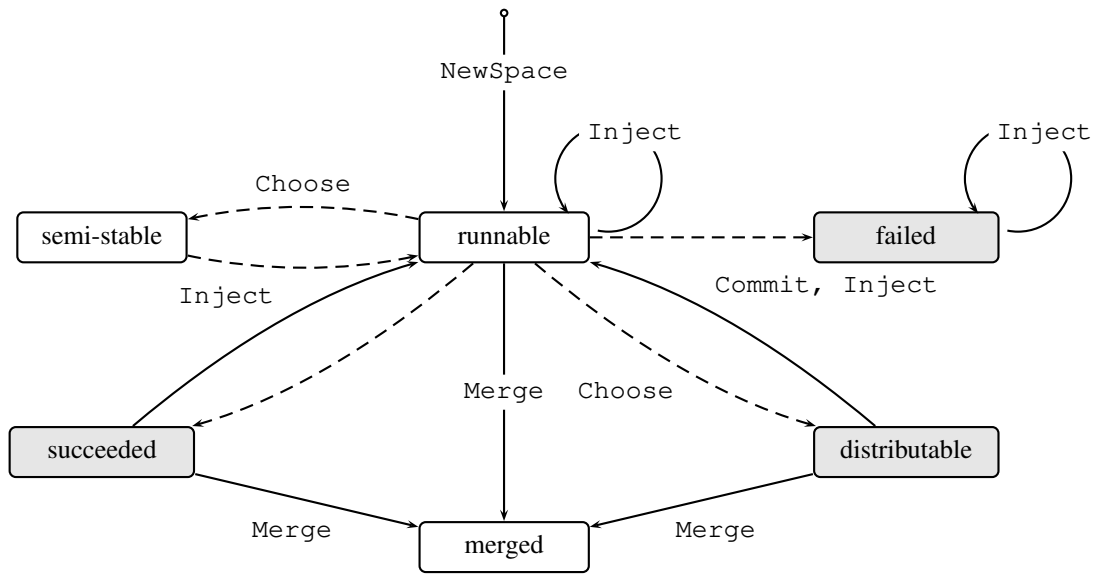 NewSpace
Inject
Inject
Choose
semi-stable
runnable
failed
Inject
Commit, Inject
Merge
Choose
succeeded
distributable
Merge
merged
Merge